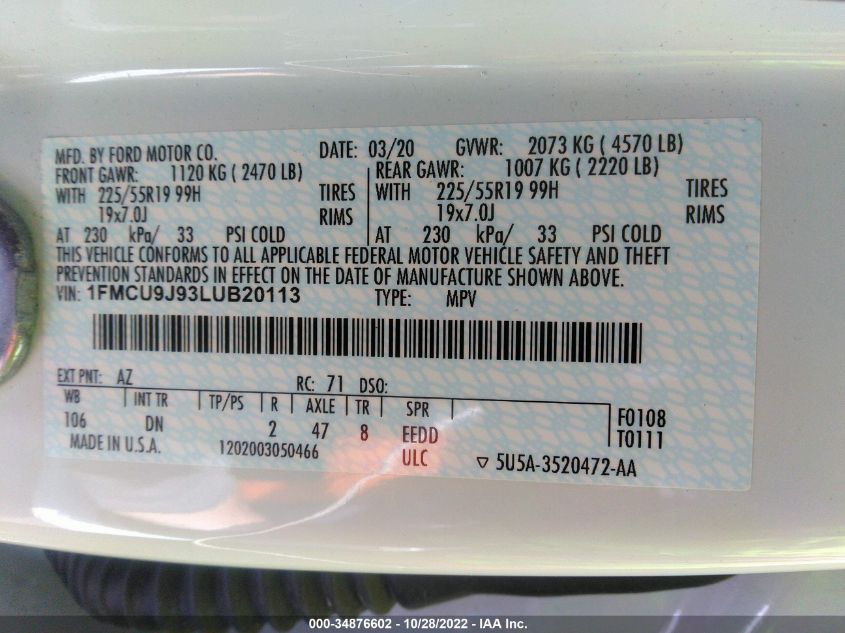 MFD. BY FORD MOTOR CO. DATE: 03/20 GVWR: 2073 KG ( 4570 LB)
FRONT GAWR: 1120 KG ( 2470 LB) REAR GAWR: 1007 KG ( 2220 LB)
WITH 225/55R19 99H TIRES WITH 225/55R19 99H TIRES
19x7.0J RIMS 19x7.0J RIMS
AT 230 kPa/ 33 PSI COLD AT 230 kPa/ 33 PSI COLD
THIS VEHICLE CONFORMS TO ALL APPLICABLE FEDERAL MOTOR VEHICLE SAFETY AND THEFT
PREVENTION STANDARDS IN EFFECT ON THE DATE OF MANUFACTURE SHOWN ABOVE.
VIN: 1FMCU9J93LUB20113 TYPE: MPV
EXT PNT: AZ RC: 71 DSO:
WB INT TR TP/PS R AXLE TR SPR F0108
106 DN 2 47 8 EEDD T0111
MADE IN U.S.A. 1202003050466 ULC ▽ 5U5A-3520472-AA
000-34876602 - 10/28/2022 - IAA Inc.